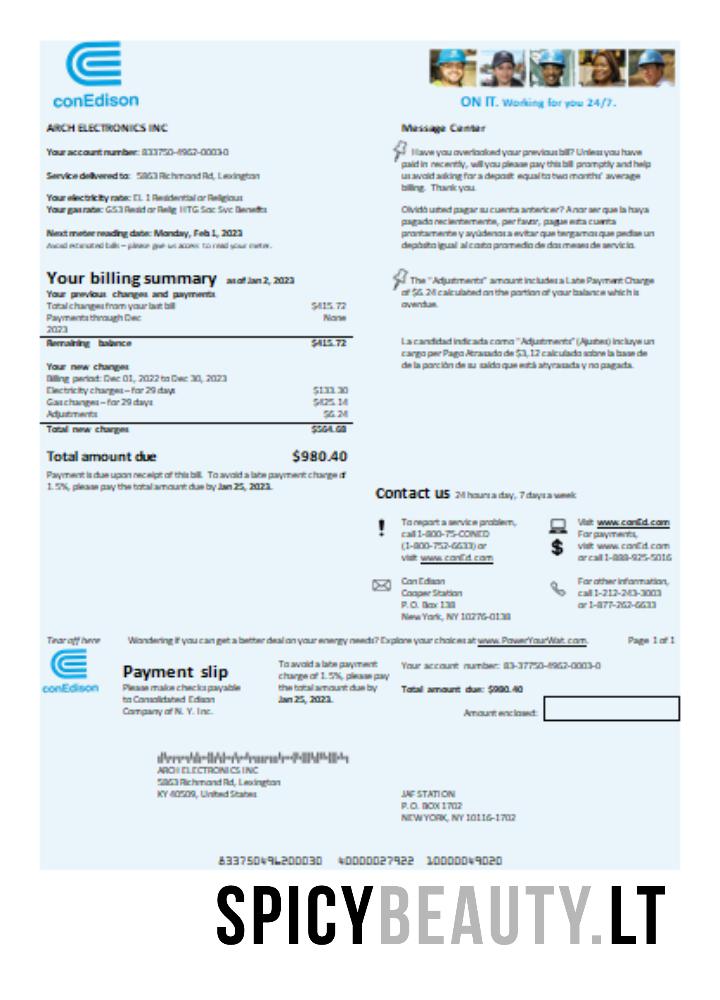 conEdison
ON IT. Working for you 24/7.
ARCH ELECTRONICS INC
Your account number: 833750-4962-0003-0
Service delivered to: 5863 Richmond Rd, Lexington
Your electricity rate: EL 1 Residential or Religious
Your gas rate: GS3 Resid or Relig HTG Soc Svc Benefits
Next meter reading date: Monday, Feb 1, 2023
Avoid estimated bills – please give us access to read your meter.
Your billing summary as of Jan 2, 2023
Your previous changes and payments
Total changes from your last bill $415.72
Payments through Dec None
2023
Remaining balance $415.72
Your new changes
Billing period: Dec 01, 2022 to Dec 30, 2023
Electricity charges – for 29 days $133.30
Gas changes – for 29 days $425.14
Adjustments $6.24
Total new charges $564.68
Total amount due $980.40
Payment is due upon receipt of this bill. To avoid a late payment charge of
1.5%, please pay the total amount due by Jan 25, 2023.
Message Center
Have you overlooked your previous bill? Unless you have
paid in recently, will you please pay this bill promptly and help
us avoid asking for a deposit equal to two months' average
billing. Thank you.
Olvidó usted pagar su cuenta antericer? A nor ser que la haya
pagado recientemente, per favor, pague esta cuenta
prontamente y ayúdenos a evitar que tergamos que pedise un
depósito igual al costo promedio de dos meses de servicio.
The "Adjustments" amount includes a Late Payment Charge
of $6.24 calculated on the portion of your balance which is
overdue.
La candidad indicada como "Adjustments" (Ajustes) incluye un
cargo per Pago Atrasado de $3,12 calculado sobre la base de
de la porción de su saldo que está atyrasada y no pagada.
Contact us 24 hours a day, 7 days a week
To report a service problem,
call 1-800-75-CONED
(1-800-752-6633) or
visit www.conEd.com
Visit www.conEd.com
For payments,
visit www.conEd.com
or call 1-888-925-5016
Con Edison
Cooper Station
P.O. Box 138
New York, NY 10276-0138
For other information,
call 1-212-243-3003
or 1-877-262-6633
Tear off here Wondering if you can get a better deal on your energy needs? Explore your choices at www.PowerYourWat.com. Page 1 of 1
conEdison
Payment slip
Please make checks payable
to Consolidated Edison
Company of N. Y. Inc.
To avoid a late payment
charge of 1.5%, please pay
the total amount due by
Jan 25, 2023.
Your account number: 83-37750-4962-0003-0
Total amount due: $980.40
Amount enclosed:
ARCH ELECTRONICS INC
5863 Richmond Rd, Lexington
KY 40509, United States
JAF STATION
P.O. BOX 1702
NEW YORK, NY 10116-1702
833750496200030 40000027922 10000049020
SPICYBEAUTY.LT